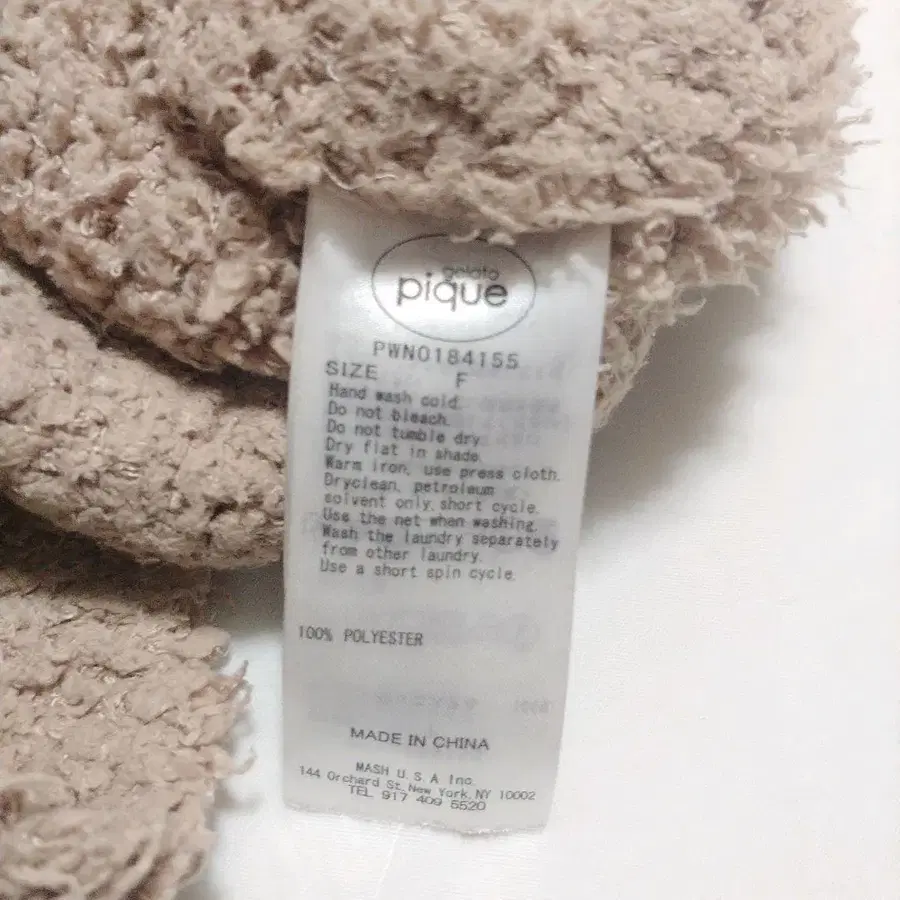 gelato
pique
PWNO184155
SIZE F
Hand wash cold.
Do not bleach.
Do not tumble dry.
Dry flat in shade.
Warm iron, use press cloth.
Dryclean, petroleum
solvent only, short cycle.
Use the net when washing.
Wash the laundry separately
from other laundry.
Use a short spin cycle.
100% POLYESTER
MADE IN CHINA
MASH U.S.A Inc.
144 Orchard St, New York, NY 10002
TEL 917 409 5520